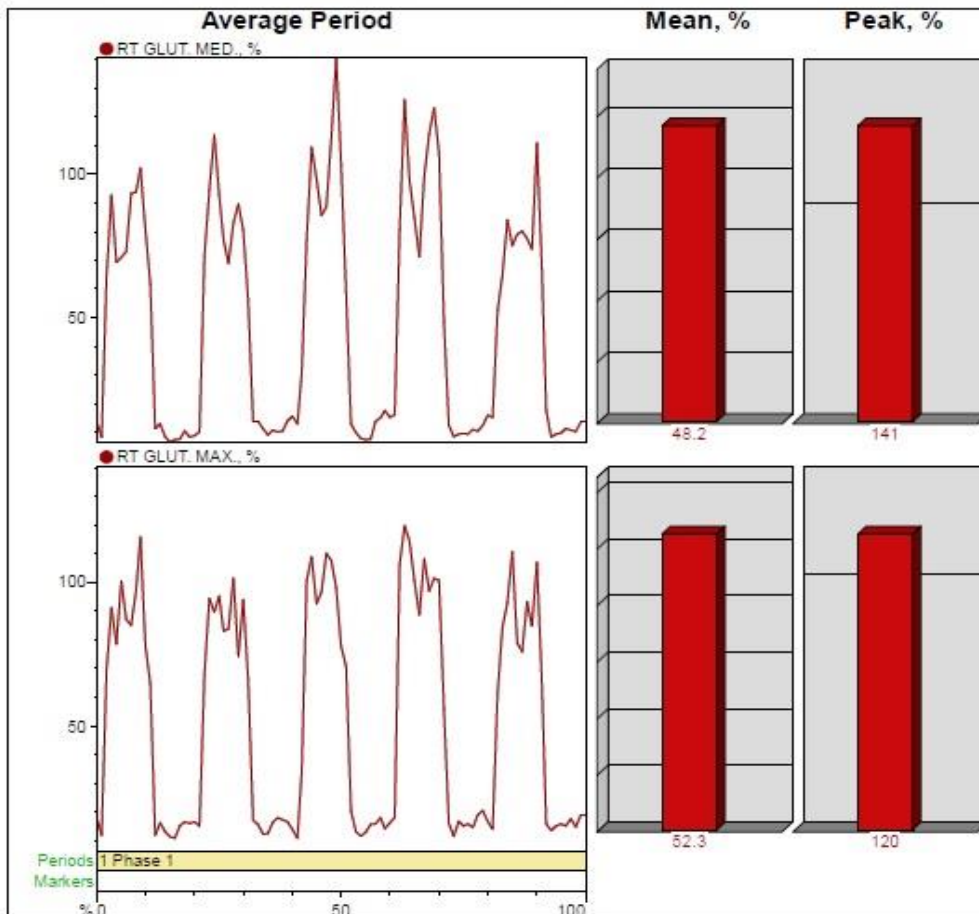 Average Period Mean, % Peak, %
RT GLUT. MED., %
100
50
48.2 141
RT GLUT. MAX., %
100
50
52.3 120
Periods 1 Phase 1
Markers
% 0 50 100